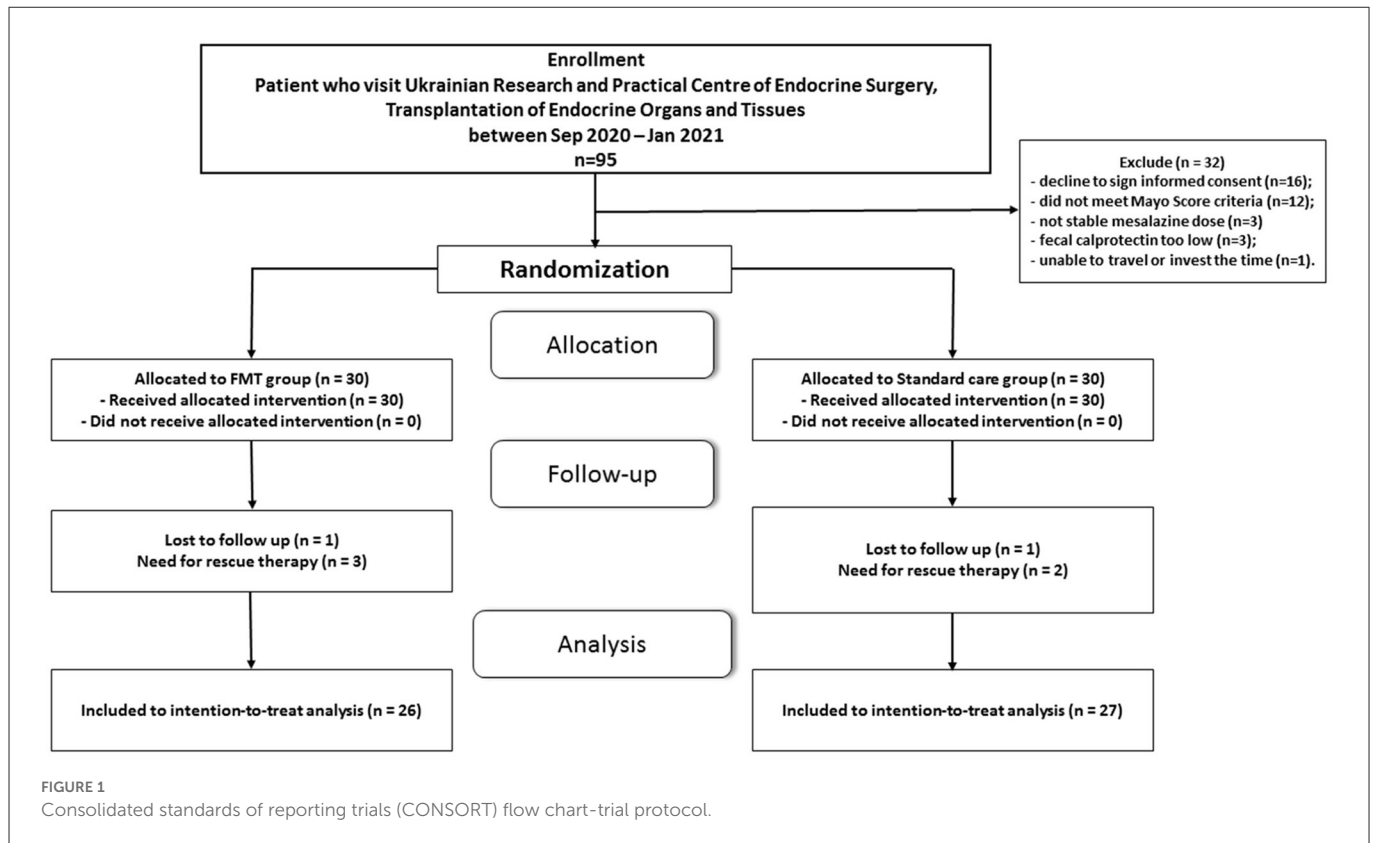 Enrollment
Patient who visit Ukrainian Research and Practical Centre of Endocrine Surgery,
Transplantation of Endocrine Organs and Tissues
between Sep 2020 – Jan 2021
n=95
Exclude (n = 32)
- decline to sign informed consent (n=16);
- did not meet Mayo Score criteria (n=12);
- not stable mesalazine dose (n=3)
- fecal calprotectin too low (n=3);
- unable to travel or invest the time (n=1).
Randomization
Allocation
Allocated to FMT group (n = 30)
- Received allocated intervention (n = 30)
- Did not receive allocated intervention (n = 0)
Allocated to Standard care group (n = 30)
- Received allocated intervention (n = 30)
- Did not receive allocated intervention (n = 0)
Follow-up
Lost to follow up (n = 1)
Need for rescue therapy (n = 3)
Lost to follow up (n = 1)
Need for rescue therapy (n = 2)
Analysis
Included to intention-to-treat analysis (n = 26)
Included to intention-to-treat analysis (n = 27)
FIGURE 1
Consolidated standards of reporting trials (CONSORT) flow chart-trial protocol.